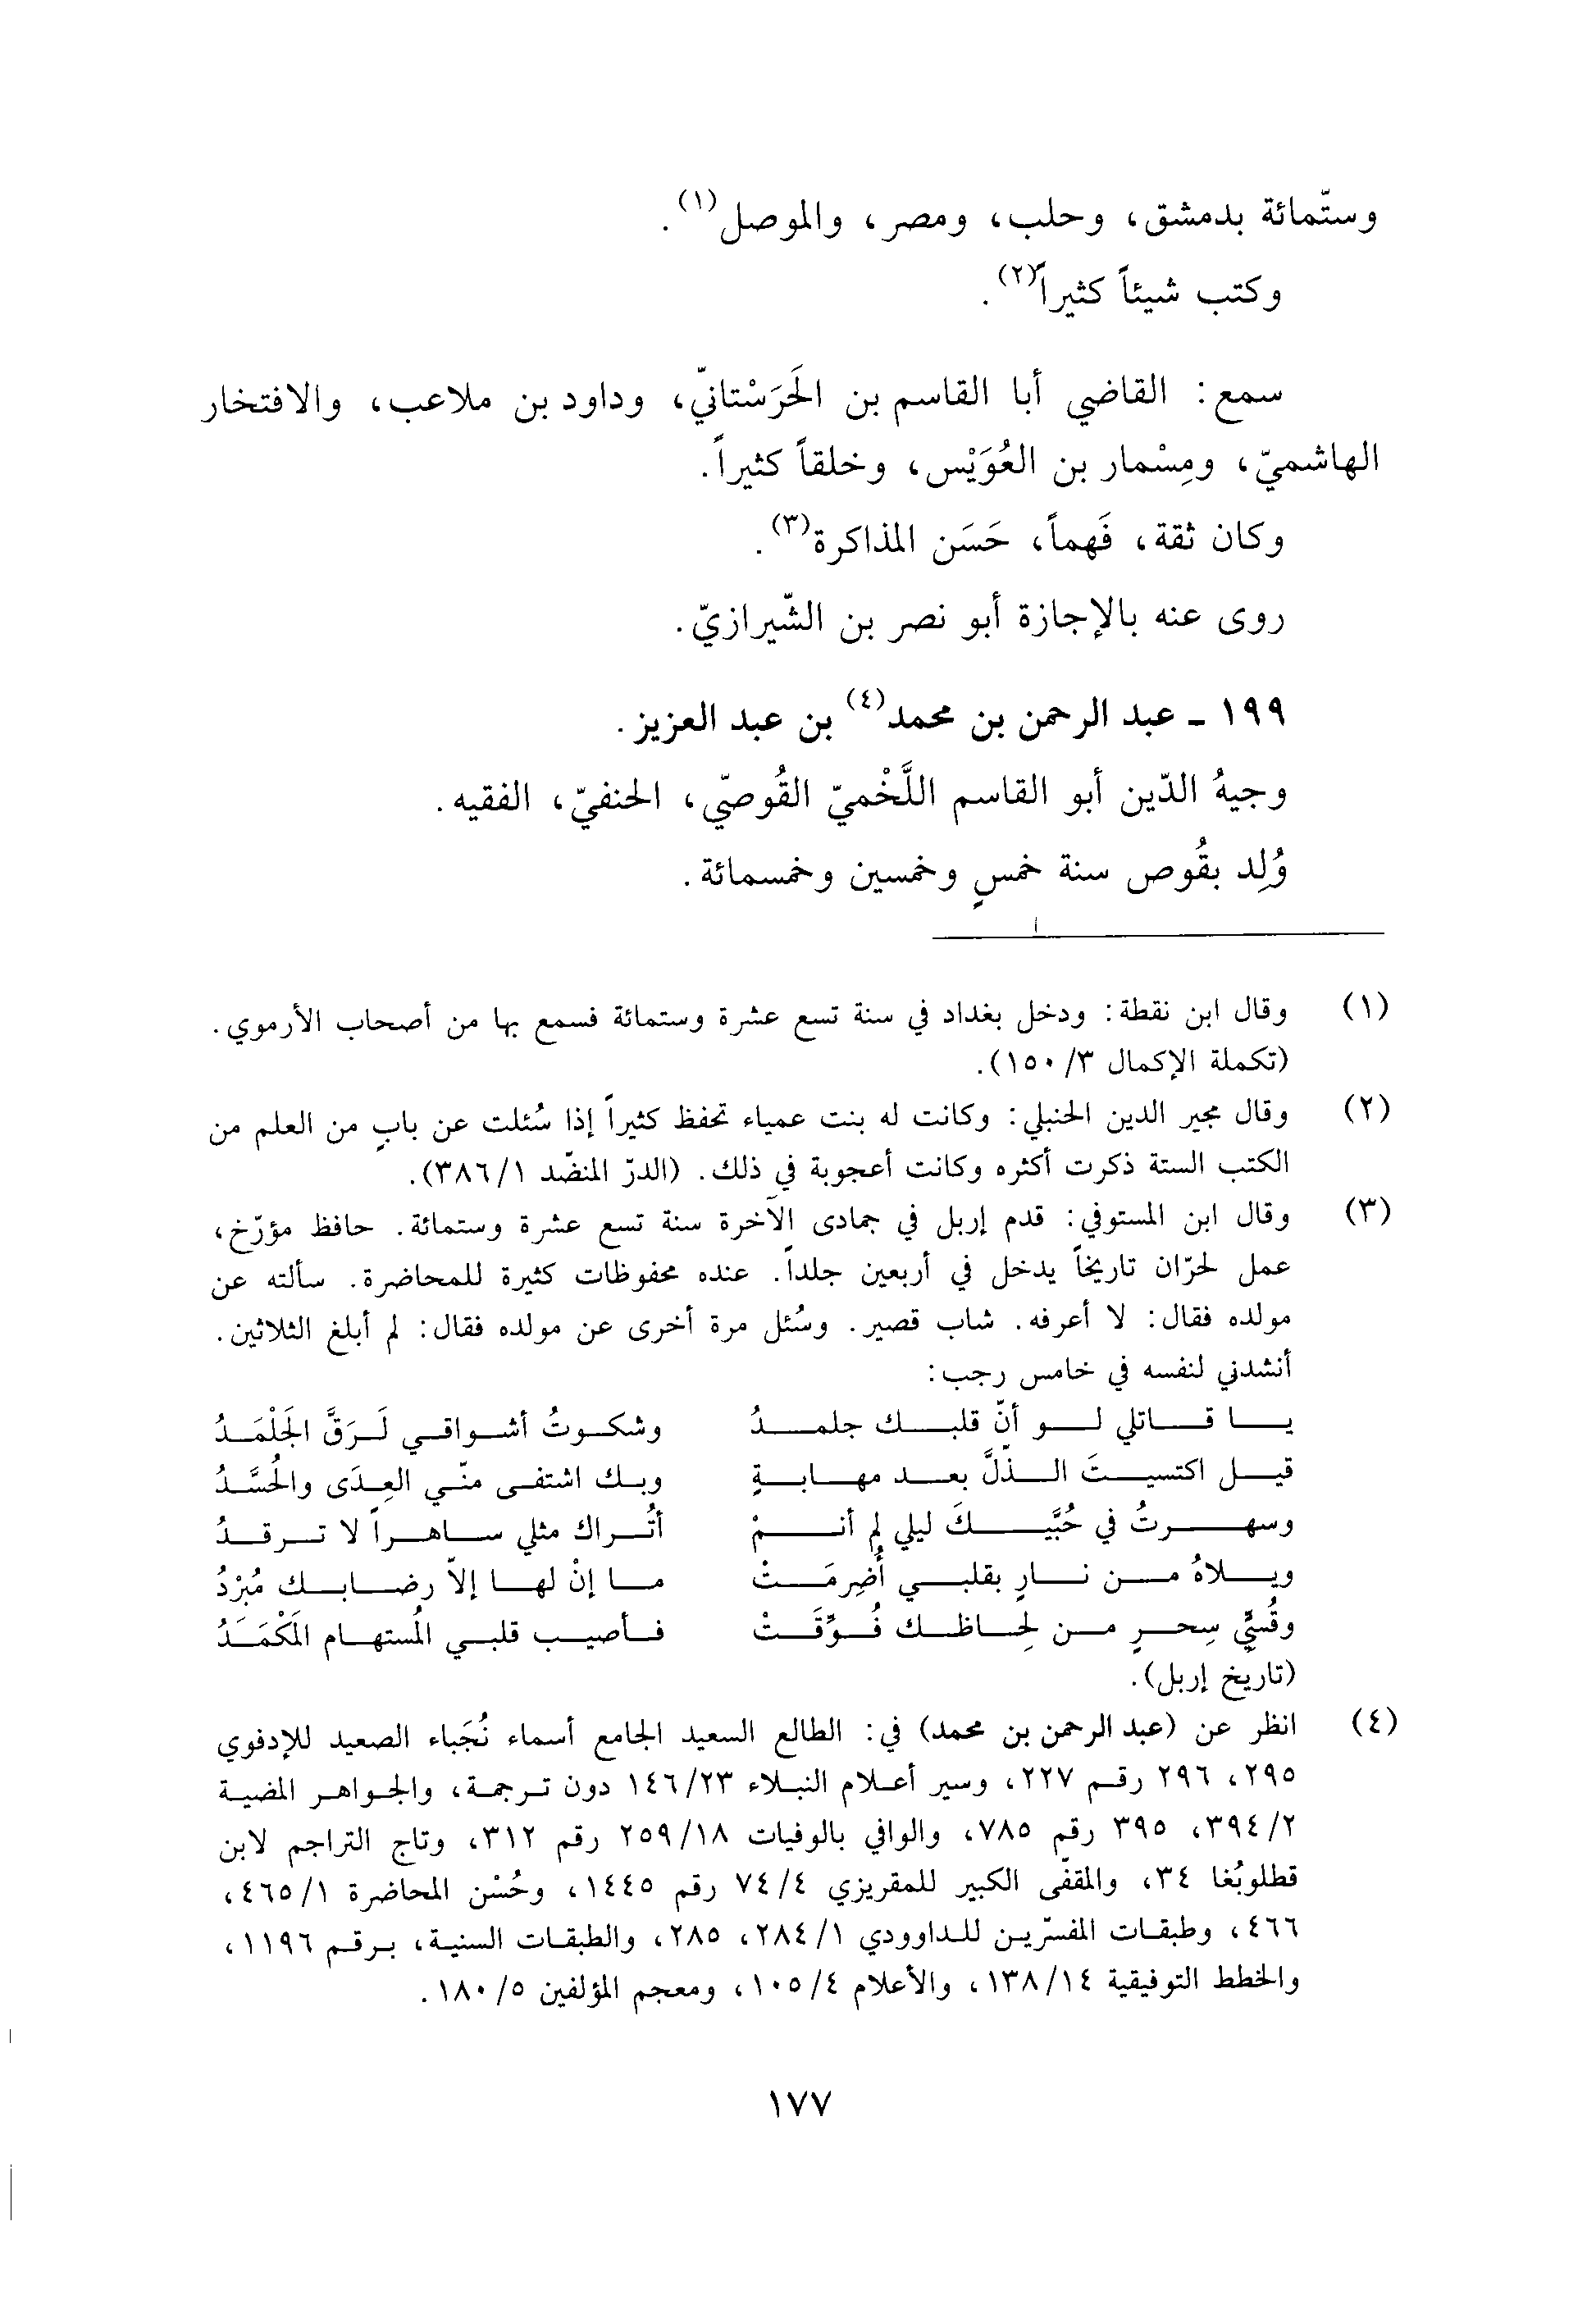 وستّمائة بدمشق، وحلب، ومصر، والموصل(١).
وكتب شيئاً كثيراً(٢).
سمع: القاضي أبا القاسم بن الحَرَسْتانيّ، وداود بن ملاعب، والافتخار
الهاشميّ، ومِسْمار بن العُوَيْس، وخلقاً كثيراً.
وكان ثقة، فَهماً، حَسَن المذاكرة(٣).
روى عنه بالإجازة أبو نصر بن الشّيرازيّ.
١٩٩ - عبد الرحمن بن محمد(٤) بن عبد العزيز.
وجيهُ الدّين أبو القاسم اللَّخْميّ القُوصّي، الحنفيّ، الفقيه.
وُلِد بقُوص سنة خمسٍ وخمسين وخمسمائة.
(١) وقال ابن نقطة: ودخل بغداد في سنة تسع عشرة وستمائة فسمع بها من أصحاب الأرموي.
(تكملة الإكمال ٣/ ١٥٠).
(٢) وقال مجير الدين الحنبلي: وكانت له بنت عمياء تحفظ كثيراً إذا سُئلت عن بابٍ من العلم من
الكتب الستة ذكرت أكثره وكانت أعجوبة في ذلك. (الدرّ المنضّد ١/ ٣٨٦).
(٣) وقال ابن المستوفي: قدم إربل في جمادى الآخرة سنة تسع عشرة وستمائة. حافظ مؤرّخ،
عمل لحرّان تاريخاً يدخل في أربعين جلداً. عنده محفوظات كثيرة للمحاضرة. سألته عن
مولده فقال: لا أعرفه. شاب قصير. وسُئل مرة أخرى عن مولده فقال: لم أبلغ الثلاثين.
أنشدني لنفسه في خامس رجب:
يا قاتلي لو أنّ قلبك جلمدُ وشكوتُ أشواقي لَرَقَّ الجَلْمَدُ
قيل اكتسيتَ الذّلَّ بعد مهابةٍ وبك اشتفى منّي العِدَى والحُسَّدُ
وسهرتُ في حُبَّيكَ ليلي لم أنمْ أتُراك مثلي ساهراً لا ترقدُ
ويلاهُ من نارٍ بقلبي أُضِرمَتْ ما إنْ لها إلاّ رضابك مُبْرْدُ
وقُسيِّ سِحرٍ من لِحاظك فُوِّقَتْ فأصيب قلبي المُستهام المَكْمَدُ
(تاريخ إربل).
(٤) انظر عن (عبد الرحمن بن محمد) في: الطالع السعيد الجامع أسماء نُجَباء الصعيد للإدفوي
٢٩٥، ٢٩٦ رقم ٢٢٧، وسير أعلام النبلاء ٢٣/ ١٤٦ دون ترجمة، والجواهر المضية
٢/ ٣٩٤، ٣٩٥ رقم ٧٨٥، والوافي بالوفيات ١٨/ ٢٥٩ رقم ٣١٢، وتاج التراجم لابن
قطلوبُغا ٣٤، والمقفّى الكبير للمقريزي ٤/ ٧٤ رقم ١٤٤٥، وحُسْن المحاضرة ١/ ٤٦٥،
٤٦٦، وطبقات المفسّرين للداوودي ١/ ٢٨٤، ٢٨٥، والطبقات السنية، برقم ١١٩٦،
والخطط التوفيقية ١٤/ ١٣٨، والأعلام ٤/ ١٠٥، ومعجم المؤلفين ٥/ ١٨٠.
١٧٧